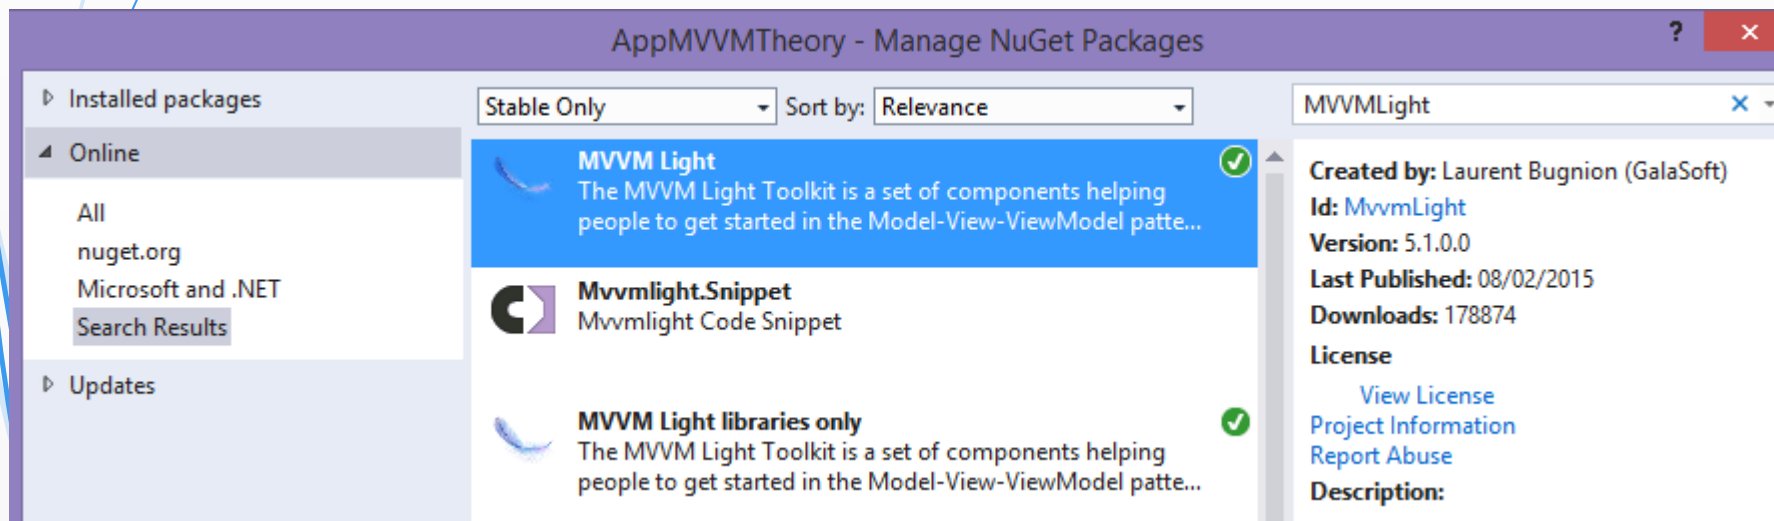 AppMVVMTheory - Manage NuGet Packages
?
Installed packages
Online
All
nuget.org
Microsoft and .NET
Search Results
Updates
Stable Only
Sort by: Relevance
MVVM Light
The MVVM Light Toolkit is a set of components helping
people to get started in the Model-View-ViewModel patte...
Mvvmlight.Snippet
Mvvmlight Code Snippet
MVVM Light libraries only
The MVVM Light Toolkit is a set of components helping
people to get started in the Model-View-ViewModel patte...
MVVMLight
Created by: Laurent Bugnion (GalaSoft)
Id: MvvmLight
Version: 5.1.0.0
Last Published: 08/02/2015
Downloads: 178874
License
View License
Project Information
Report Abuse
Description: